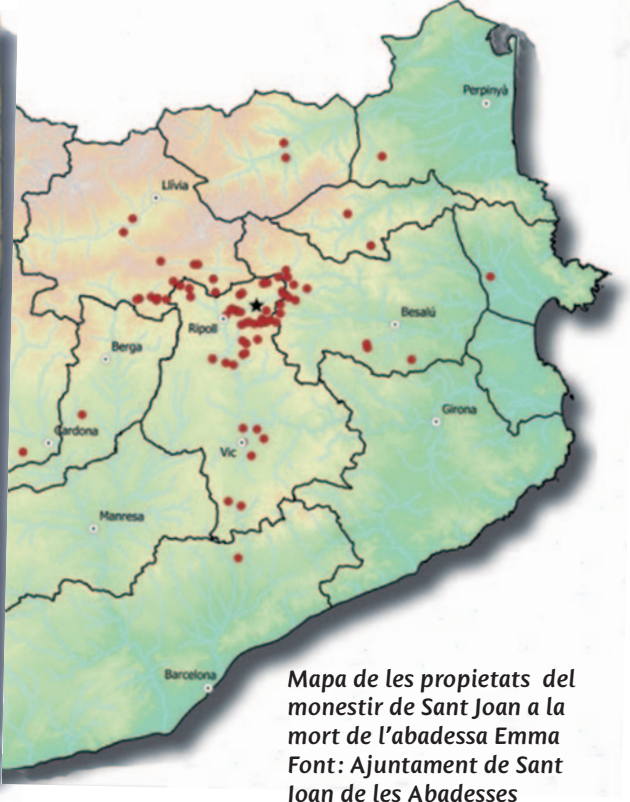 Perpinyà
Llívia
Besalú
Ripoll
Berga
Girona
Cardona
Vic
Manresa
Barcelona
Mapa de les propietats del
monestir de Sant Joan a la
mort de l'abadessa Emma
Font: Ajuntament de Sant
Joan de les Abadesses